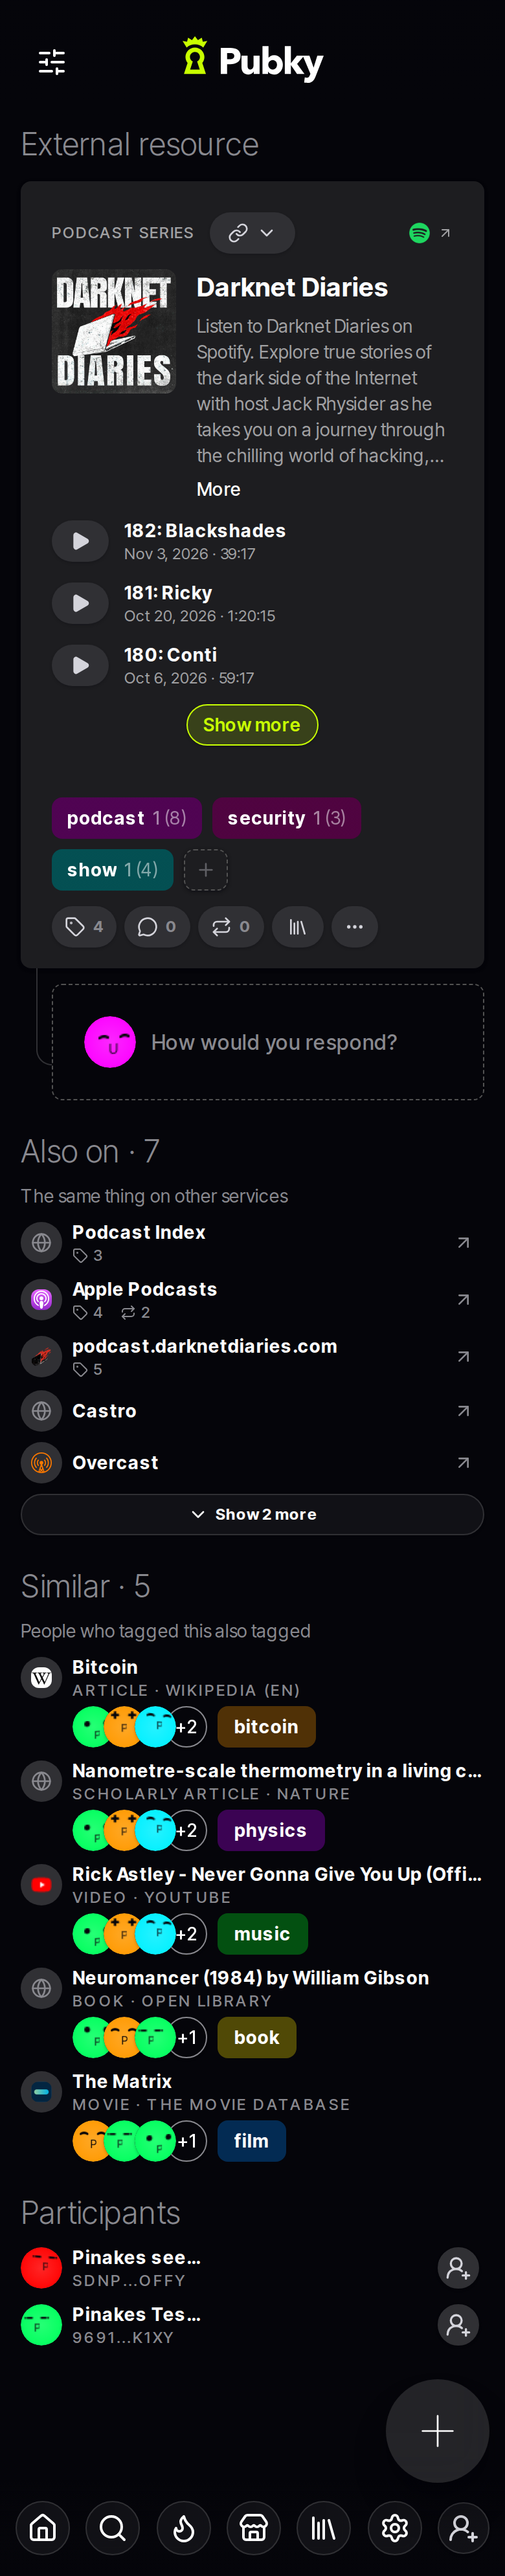 Pubky
External resource
PODCAST SERIES
DARKNET
DIARIES
Darknet Diaries
Listen to Darknet Diaries on
Spotify. Explore true stories of
the dark side of the Internet
with host Jack Rhysider as he
takes you on a journey through
the chilling world of hacking,...
More
182: Blackshades
Nov 3, 2026 · 39:17
181: Ricky
Oct 20, 2026 · 1:20:15
180: Conti
Oct 6, 2026 · 59:17
Show more
podcast 1 (8)
security 1 (3)
show 1 (4)
4 0 0
How would you respond?
Also on · 7
The same thing on other services
Podcast Index
3
Apple Podcasts
4 2
podcast.darknetdiaries.com
5
Castro
Overcast
Show 2 more
Similar · 5
People who tagged this also tagged
W
Bitcoin
ARTICLE · WIKIPEDIA (EN)
+2 bitcoin
Nanometre-scale thermometry in a living c...
SCHOLARLY ARTICLE · NATURE
+2 physics
Rick Astley - Never Gonna Give You Up (Offi...
VIDEO · YOUTUBE
+2 music
Neuromancer (1984) by William Gibson
BOOK · OPEN LIBRARY
+1 book
The Matrix
MOVIE · THE MOVIE DATABASE
+1 film
Participants
Pinakes see...
SDNP...OFFY
Pinakes Tes...
9691...K1XY